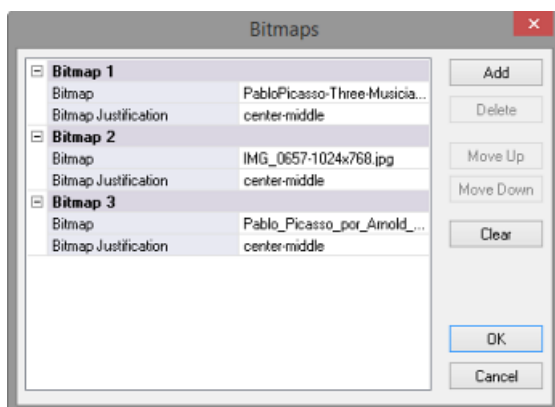 Bitmaps
Bitmap 1
Bitmap PabloPicasso-Three-Musicia...
Bitmap Justification center-middle
Bitmap 2
Bitmap IMG_0657-1024x768.jpg
Bitmap Justification center-middle
Bitmap 3
Bitmap Pablo_Picasso_por_Arnold_...
Bitmap Justification center-middle
Add
Delete
Move Up
Move Down
Clear
OK
Cancel